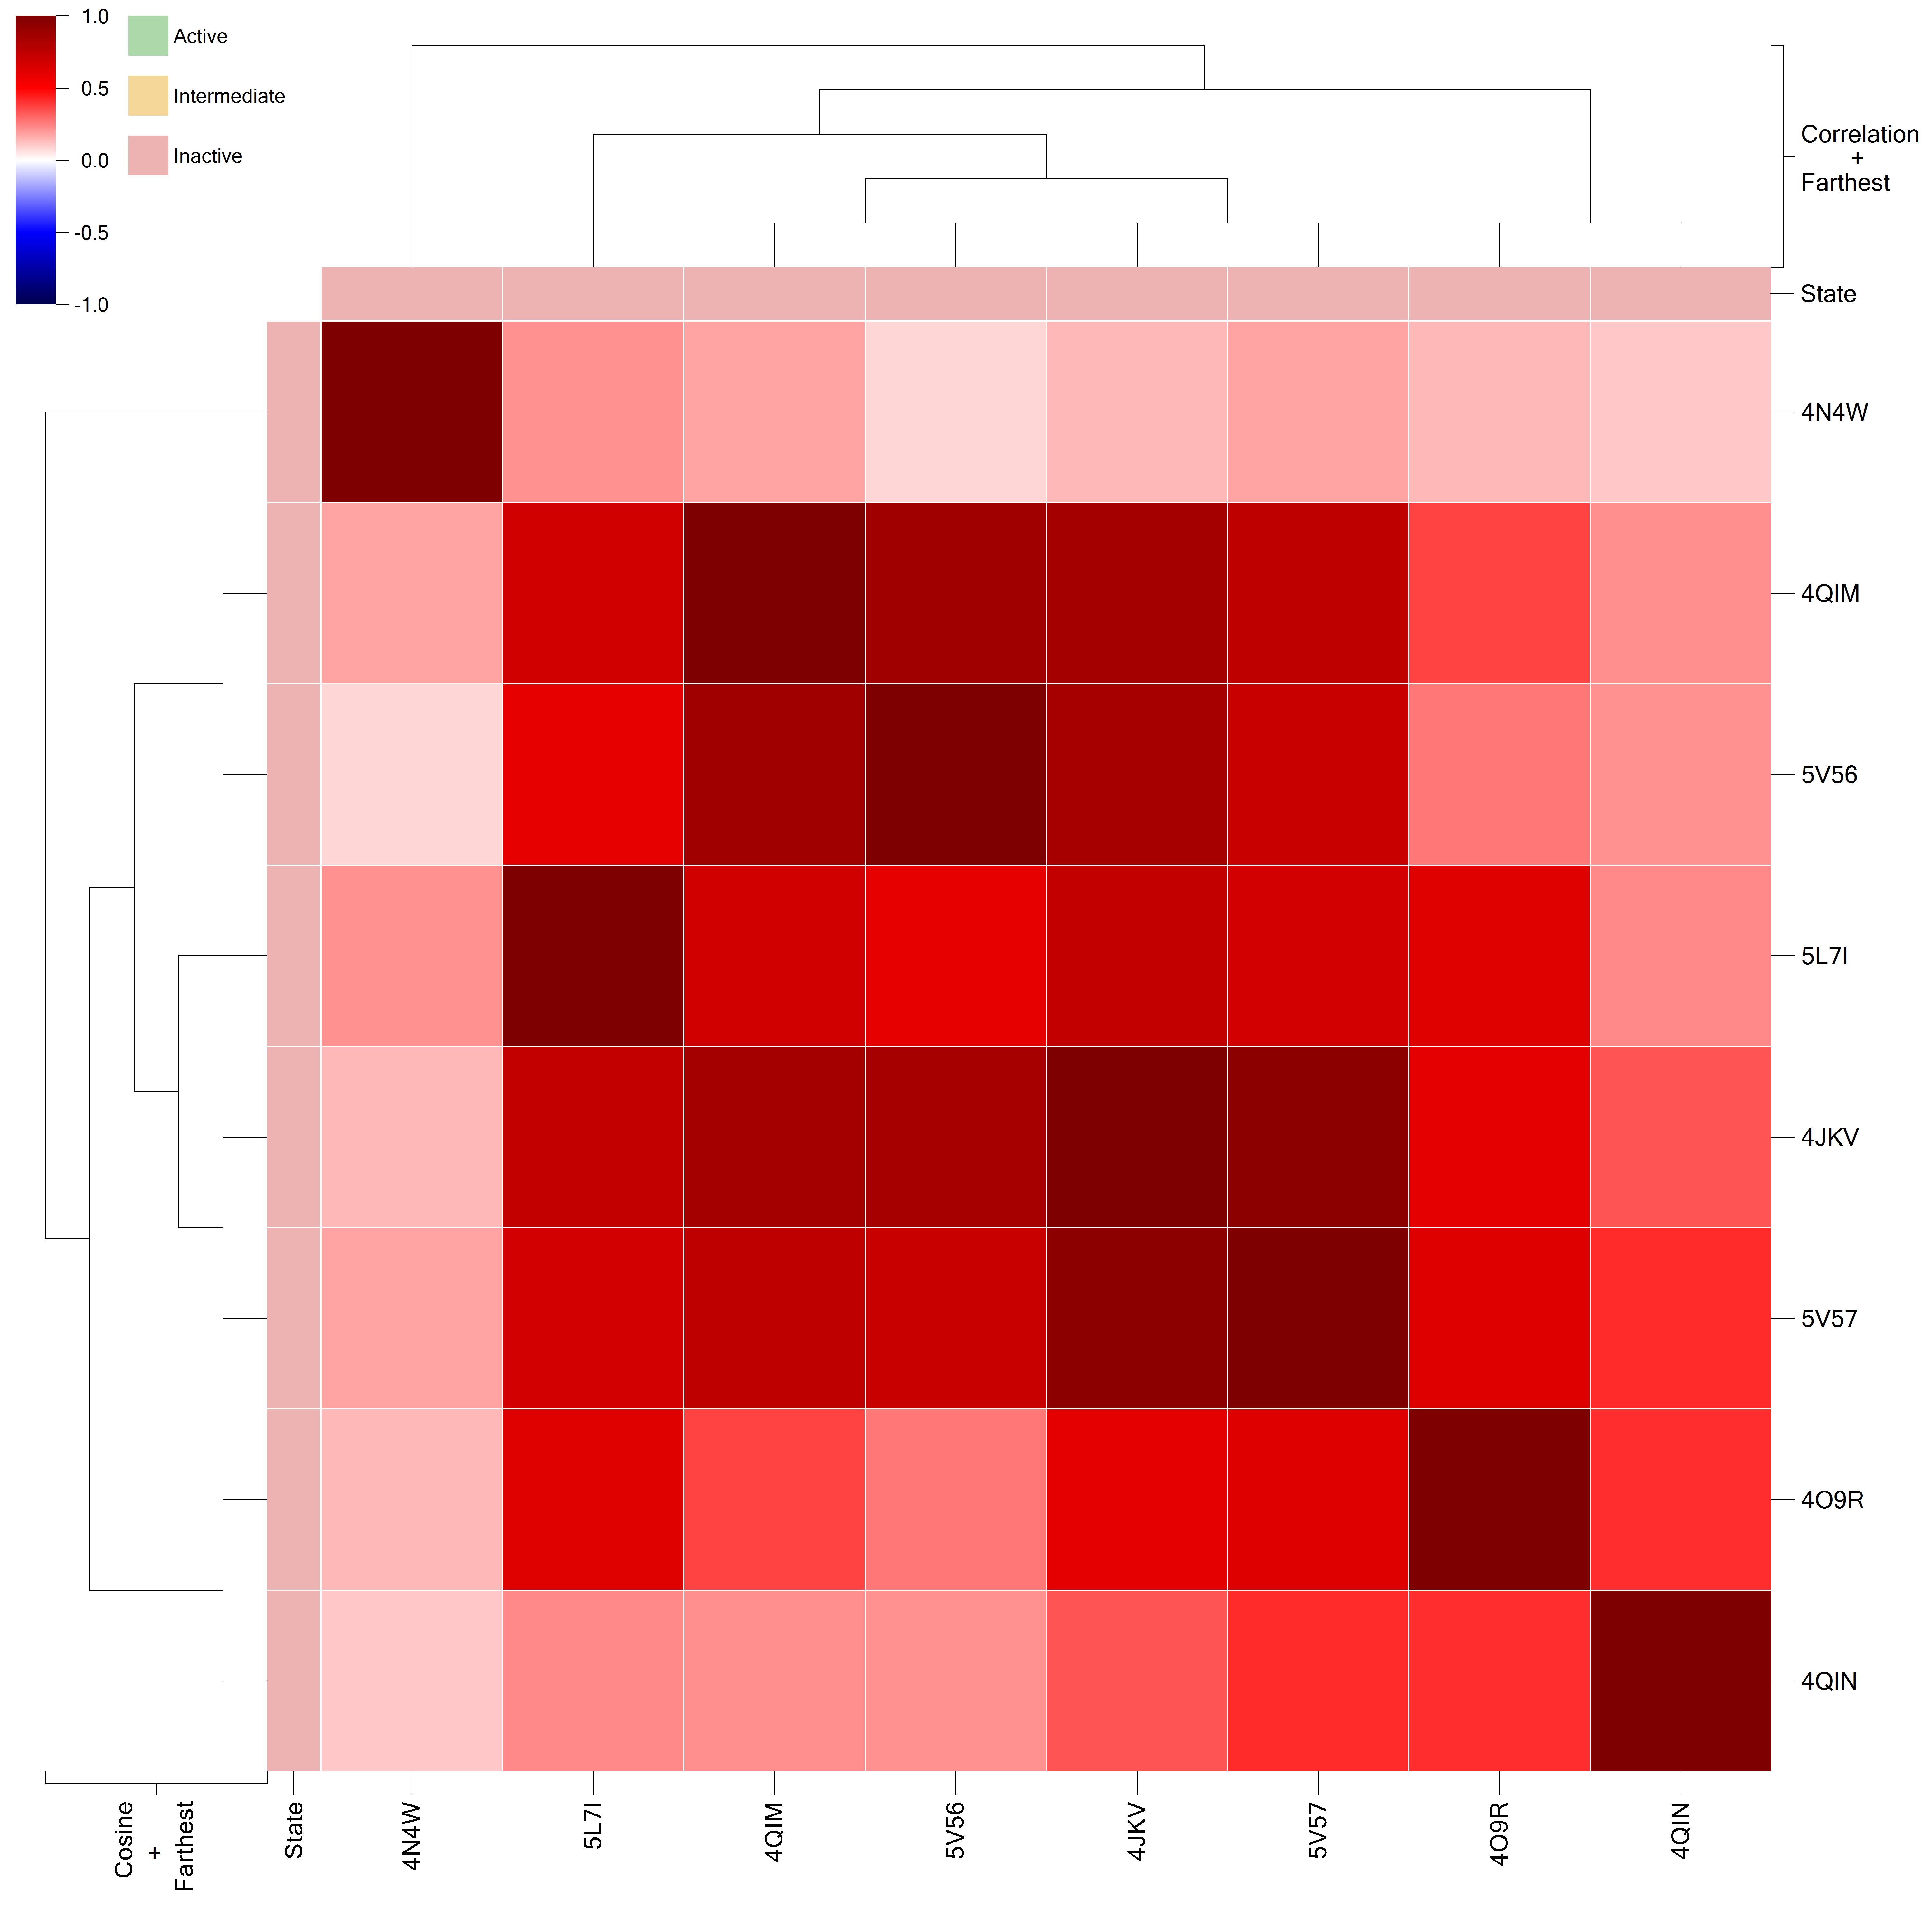 1.0
0.5
0.0
-0.5
-1.0
Active
Intermediate
Inactive
Correlation
+
Farthest
State
4N4W
4QIM
5V56
5L7I
4JKV
5V57
4O9R
4QIN
Cosine
+
Farthest
State
4N4W
5L7I
4QIM
5V56
4JKV
5V57
4O9R
4QIN